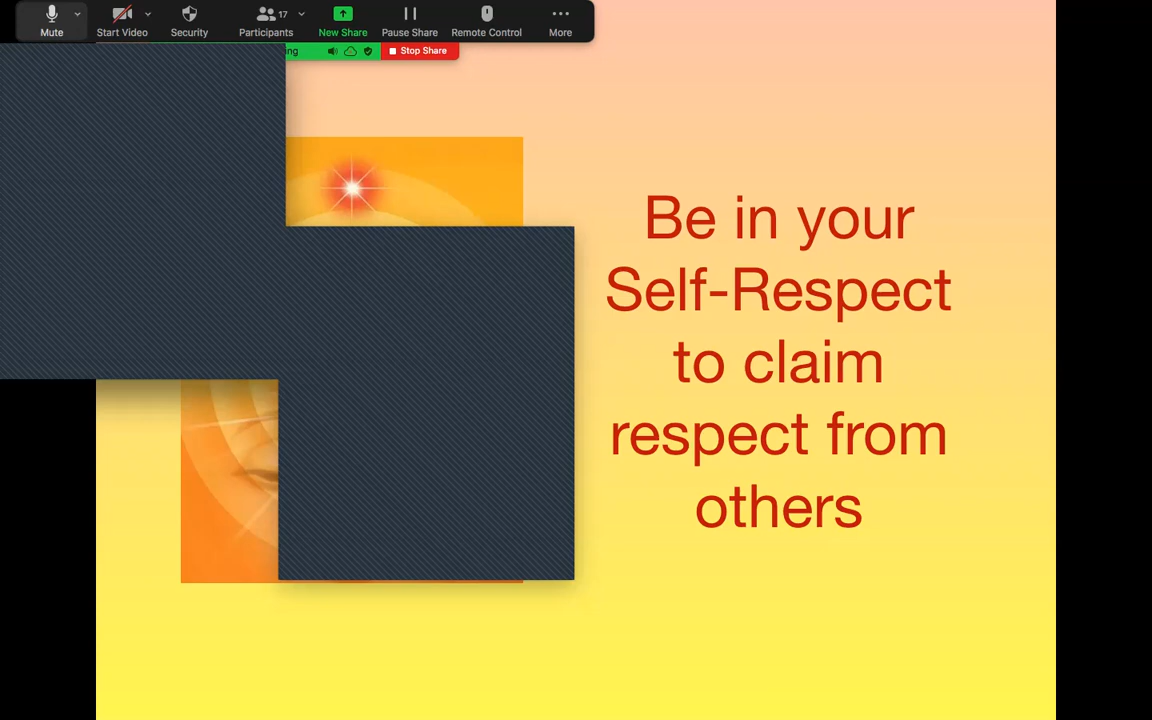 Mute
Start Video
Security
Participants
17
New Share
Pause Share
Remote Control
More
Stop Share
Be in your
Self-Respect
to claim
respect from
others